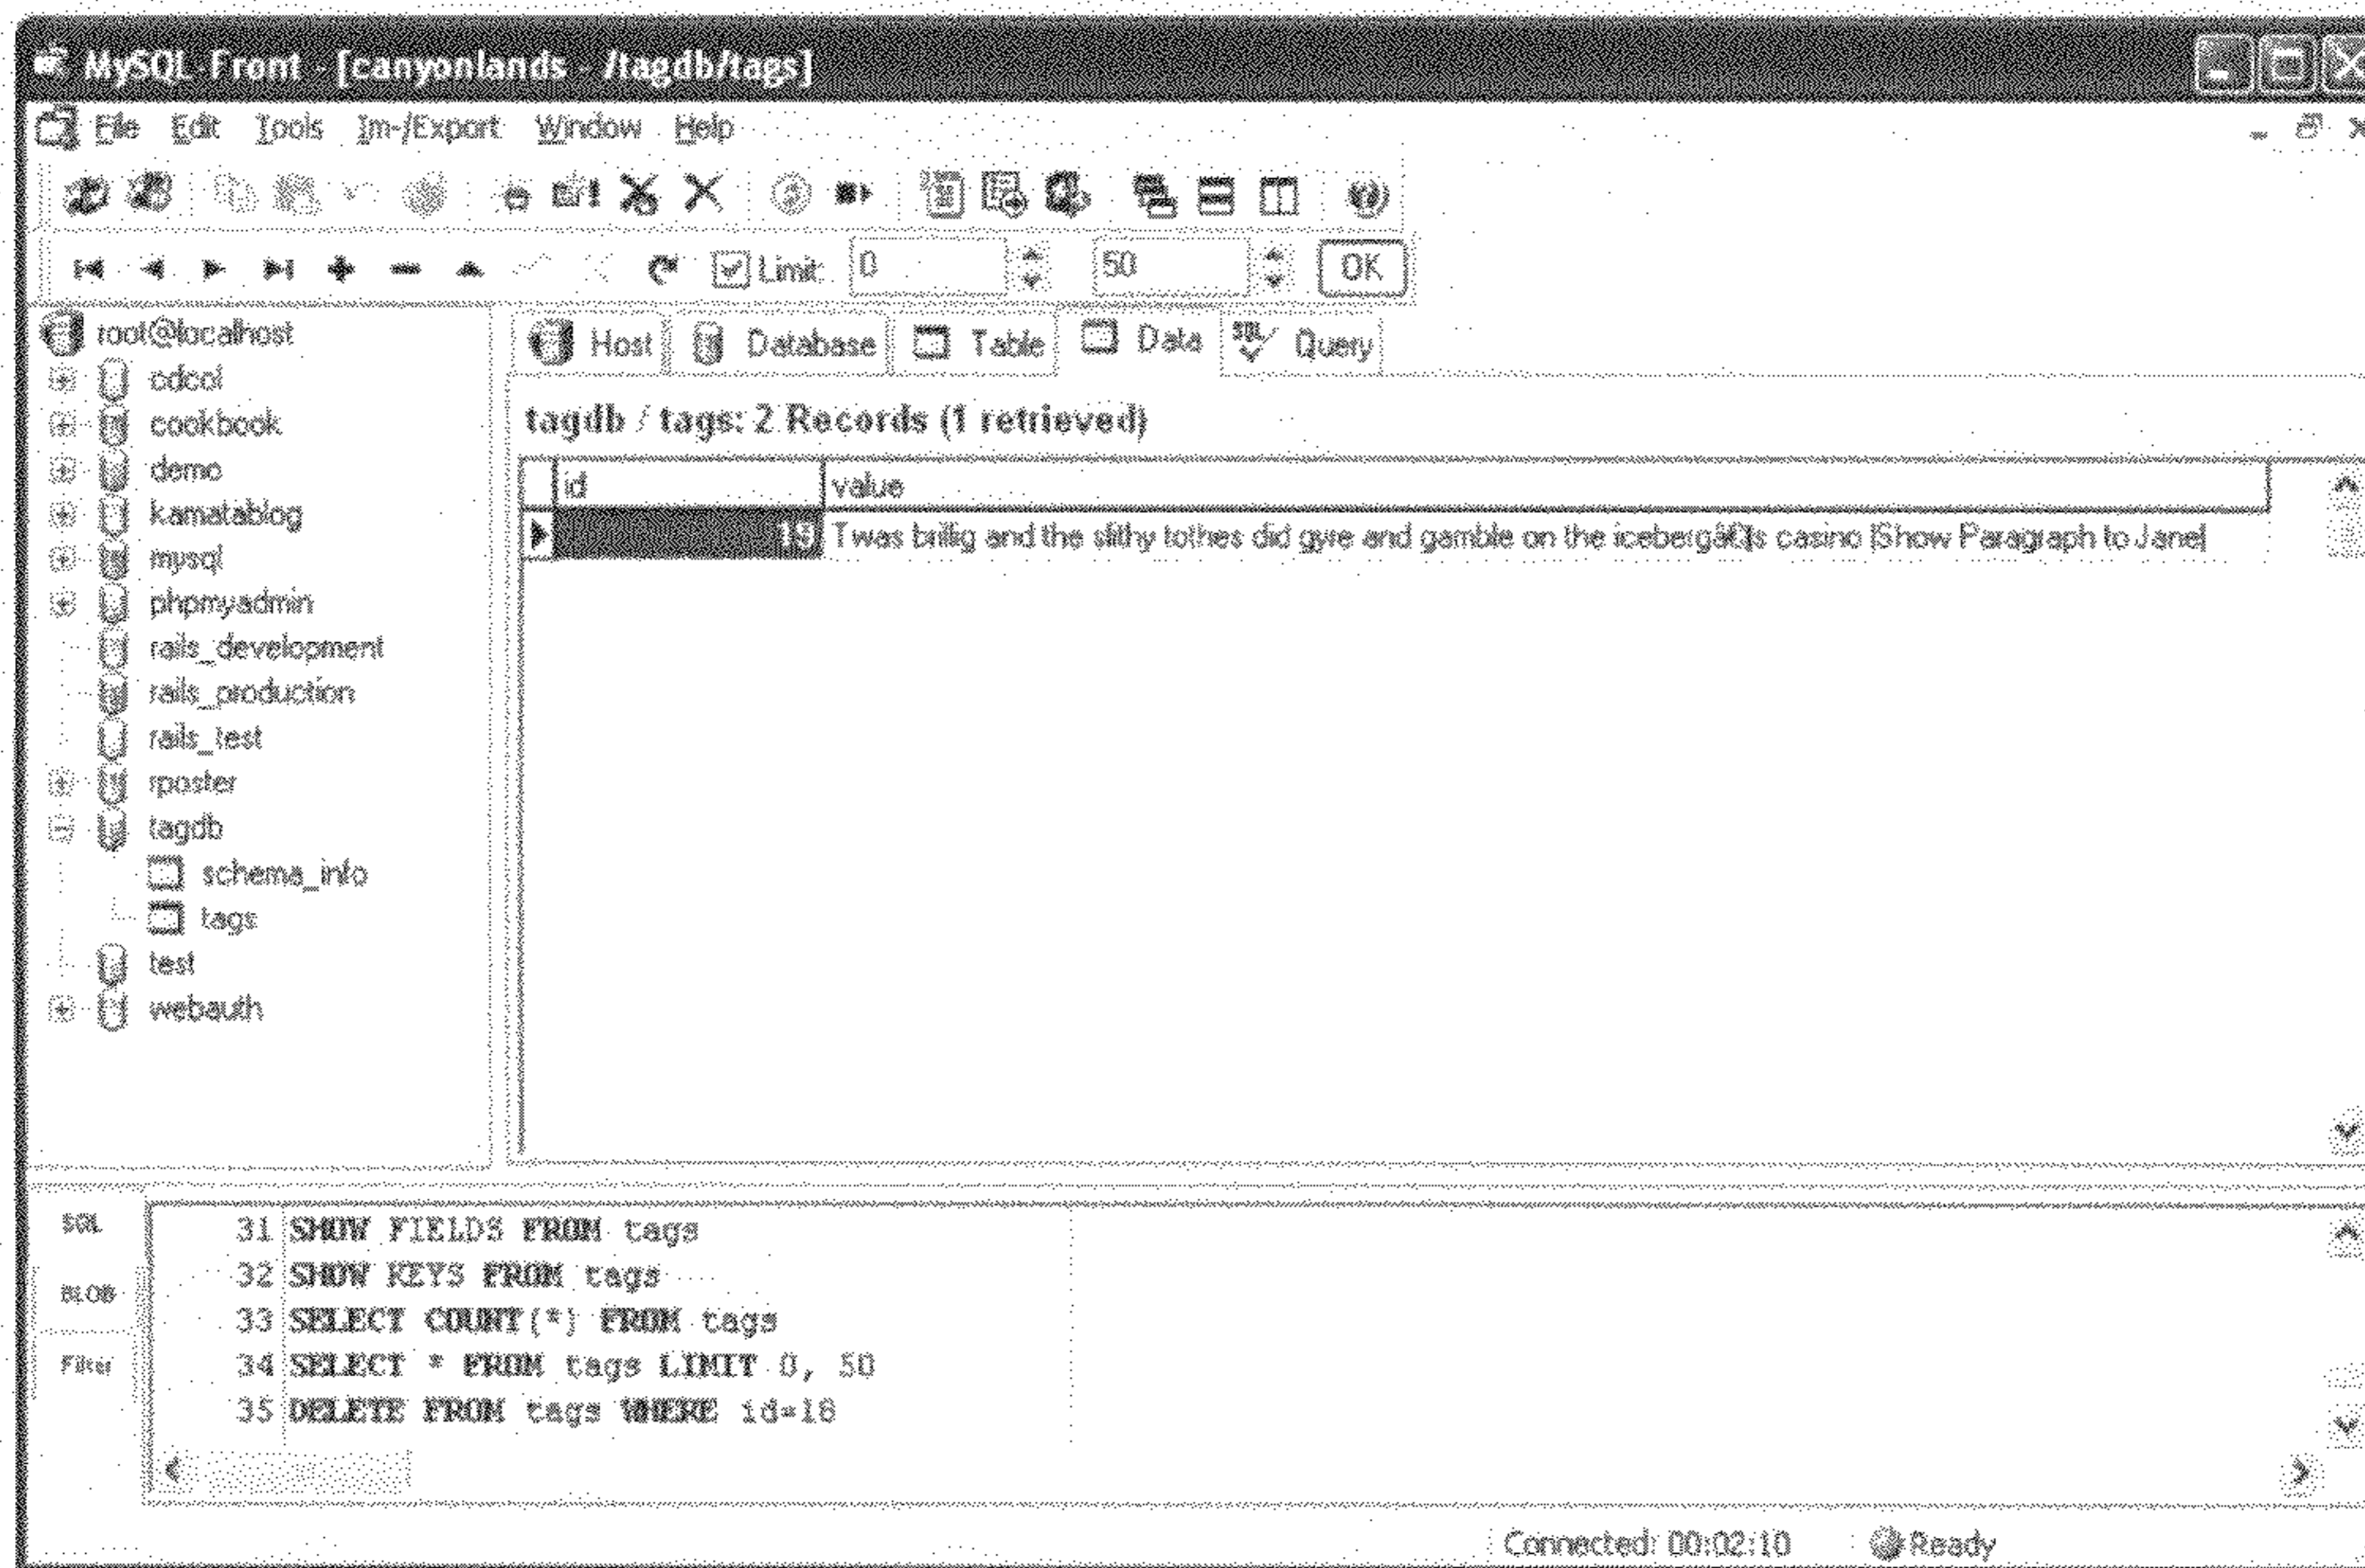 MySQL-Front - [canyonlands - /tagdb/tags]
File Edit Tools Im-/Export Window Help
Limit: 0 50 OK
root@localhost
cdcol
cookbook
demo
kamatablog
mysql
phpmyadmin
rails_development
rails_production
rails_test
rposter
tagdb
schema_info
tags
test
webauth
Host Database Table Data SQL Query
tagdb / tags: 2 Records (1 retrieved)
id value
19 Twas brillig and the slithy tothes did gyre and gamble on the casino [Show Paragraph to Jane]
SQL
BLOB
Filter
31 SHOW FIELDS FROM tags
32 SHOW KEYS FROM tags
33 SELECT COUNT(*) FROM tags
34 SELECT * FROM tags LIMIT 0, 50
35 DELETE FROM tags WHERE id=18
Connected: 00:02:10 Ready